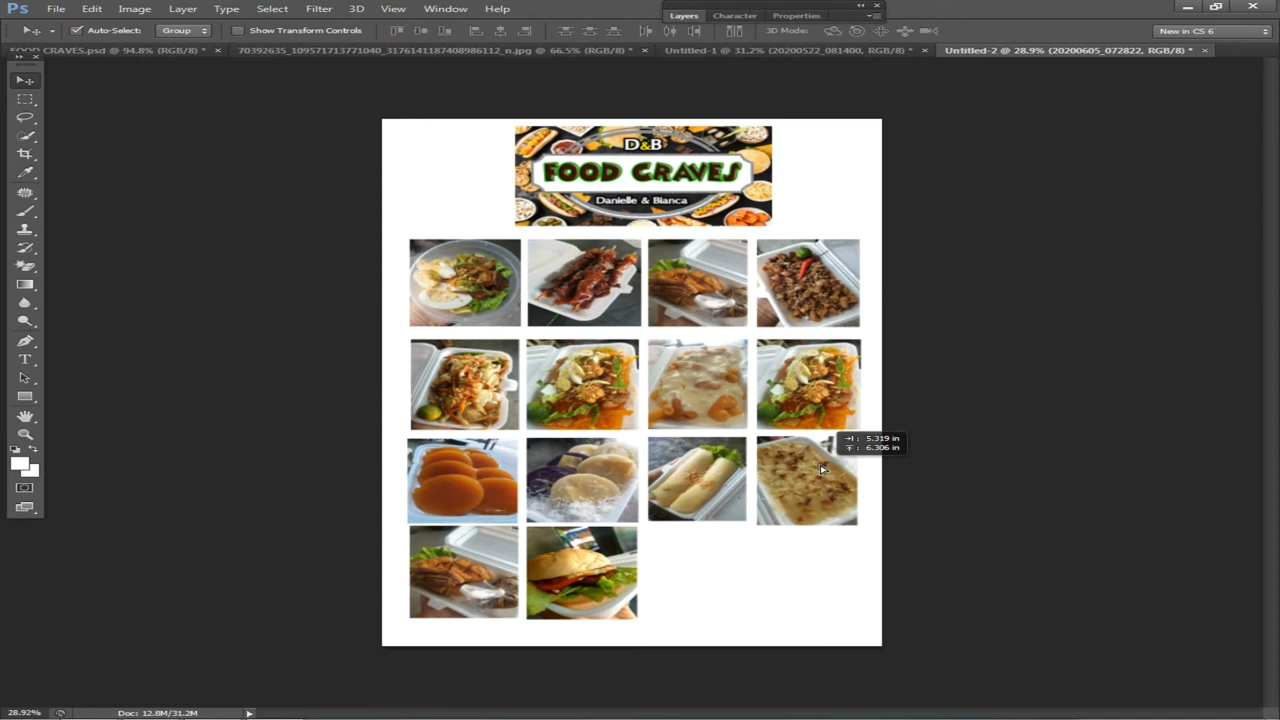 Ps File Edit Image Layer Type Select Filter 3D View Window Help
Layers Character Properties
Auto-Select: Group Show Transform Controls 3D Mode: New in CS 6
FOOD CRAVES.psd @ 94.8% (RGB/8) * × 70392635_109571713771040_3176141187408986112_n.jpg @ 66.5% (RGB/8) * × Untitled-1 @ 31.2% (20200522_081400, RGB/8) * × Untitled-2 @ 28.9% (20200605_072822, RGB/8) * ×
D&B
FOOD CRAVES
Danielle & Bianca
5.319 in
6.306 in
28.92% Doc: 12.8M/31.2M